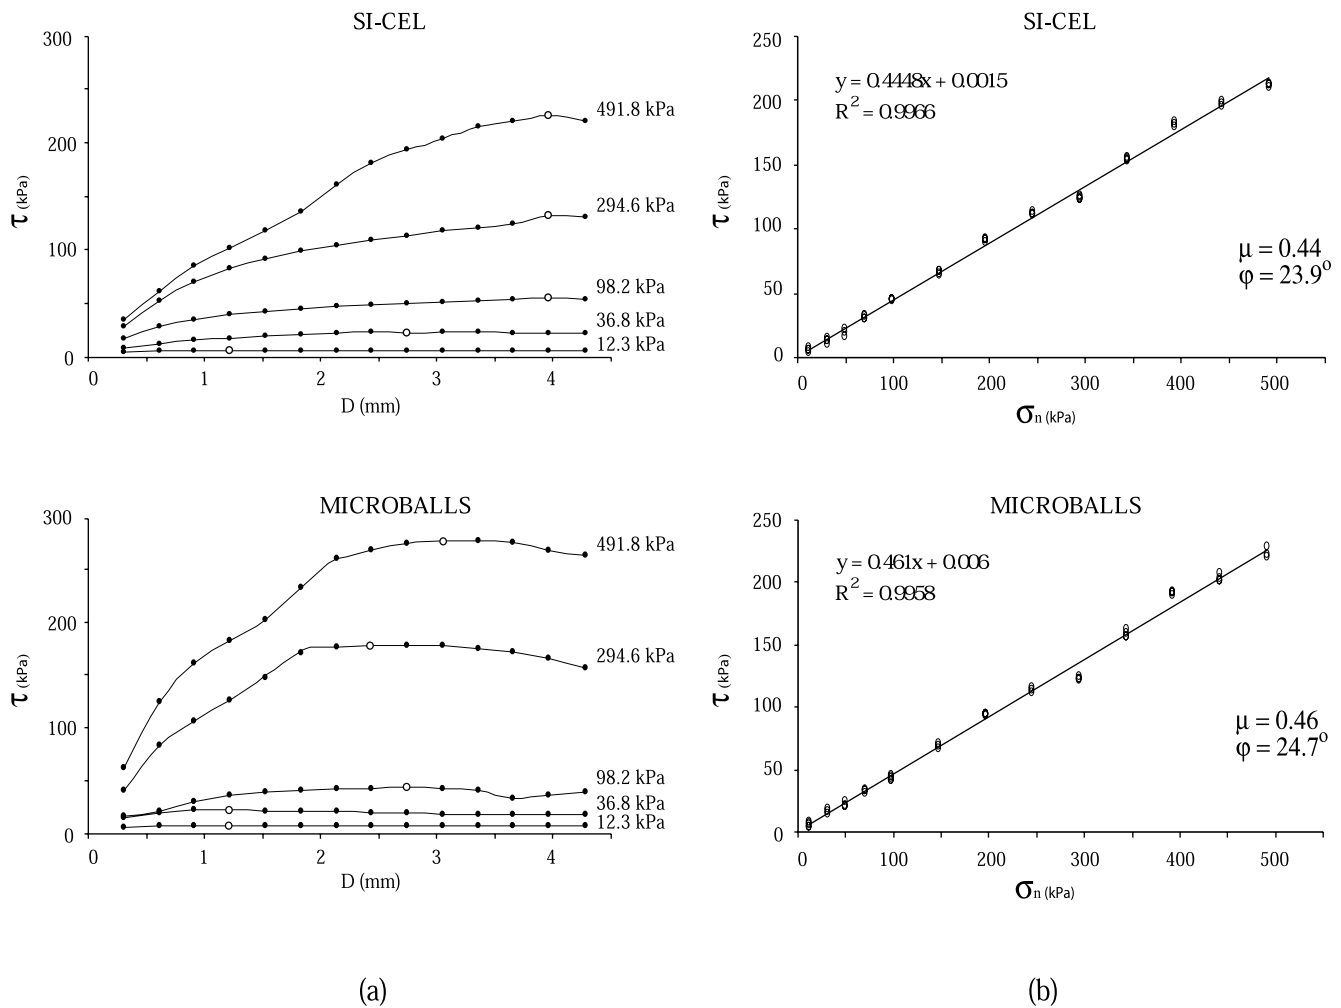 SI-CEL
300
200
100
0
τ (kPa)
491.8 kPa
294.6 kPa
98.2 kPa
36.8 kPa
12.3 kPa
0 1 2 3 4
D (mm)
SI-CEL
250
200
150
100
50
0
τ (kPa)
y = 0.4448x + 0.0015
R² = 0.9966
μ = 0.44
φ = 23.9°
0 100 200 300 400 500
σn (kPa)
MICROBALLS
300
200
100
0
τ (kPa)
491.8 kPa
294.6 kPa
98.2 kPa
36.8 kPa
12.3 kPa
0 1 2 3 4
D (mm)
MICROBALLS
250
200
150
100
50
0
τ (kPa)
y = 0.461x + 0.006
R² = 0.9958
μ = 0.46
φ = 24.7°
0 100 200 300 400 500
σn (kPa)
(a)
(b)